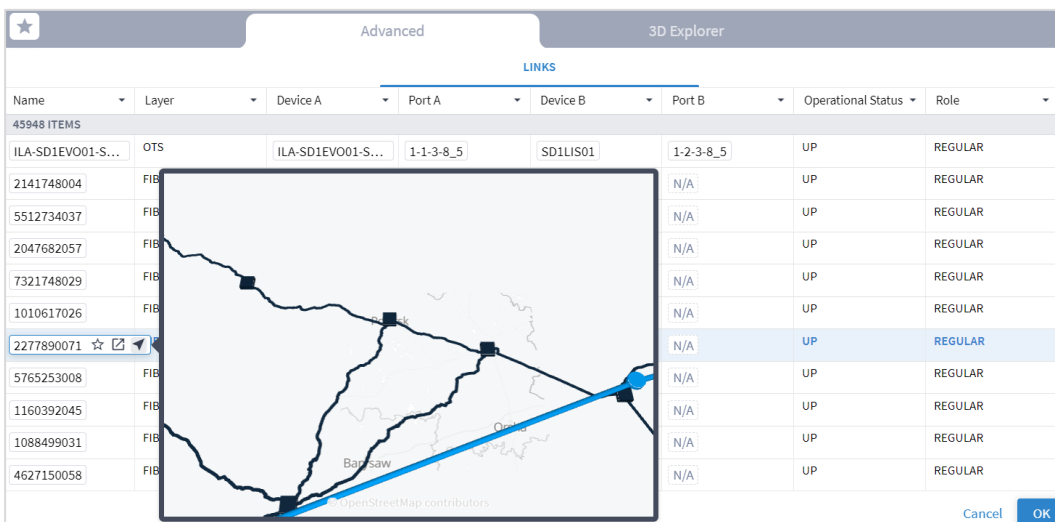 Advanced 3D Explorer
LINKS
Name Layer Device A Port A Device B Port B Operational Status Role
45948 ITEMS
ILA-SD1EVO01-S... OTS ILA-SD1EVO01-S... 1-1-3-8_5 SD1LIS01 1-2-3-8_5 UP REGULAR
2141748004 FIB N/A UP REGULAR
5512734037 FIB N/A UP REGULAR
2047682057 FIB N/A UP REGULAR
7321748029 FIB N/A UP REGULAR
1010617026 FIB N/A UP REGULAR
2277890071 N/A UP REGULAR
5765253008 FIB N/A UP REGULAR
1160392045 FIB N/A UP REGULAR
1088499031 FIB N/A UP REGULAR
4627150058 FIB N/A UP REGULAR
Barysaw
© OpenStreetMap contributors
Cancel OK